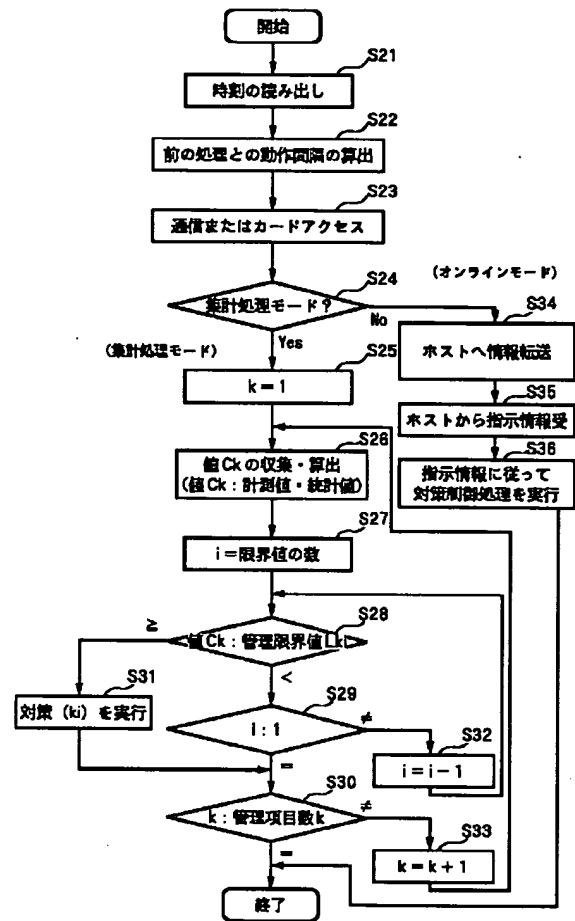 開始
S21
時刻の読み出し
S22
前の処理との動作間隔の算出
S23
通信またはカードアクセス
S24
集計処理モード?
No
Yes
(オンラインモード)
S34
ホストへ情報転送
S35
ホストから指示情報受
S36
指示情報に従って
対策制御処理を実行
(集計処理モード)
S25
k=1
S26
値Ckの収集・算出
(値Ck:計測値・統計値)
S27
i=限界値の数
S28
値Ck:管理限界値Lki
≧
<
S31
対策(ki)を実行
S29
i:1
≠
=
S32
i=i-1
S30
k:管理項目数k
≠
=
S33
k=k+1
終了